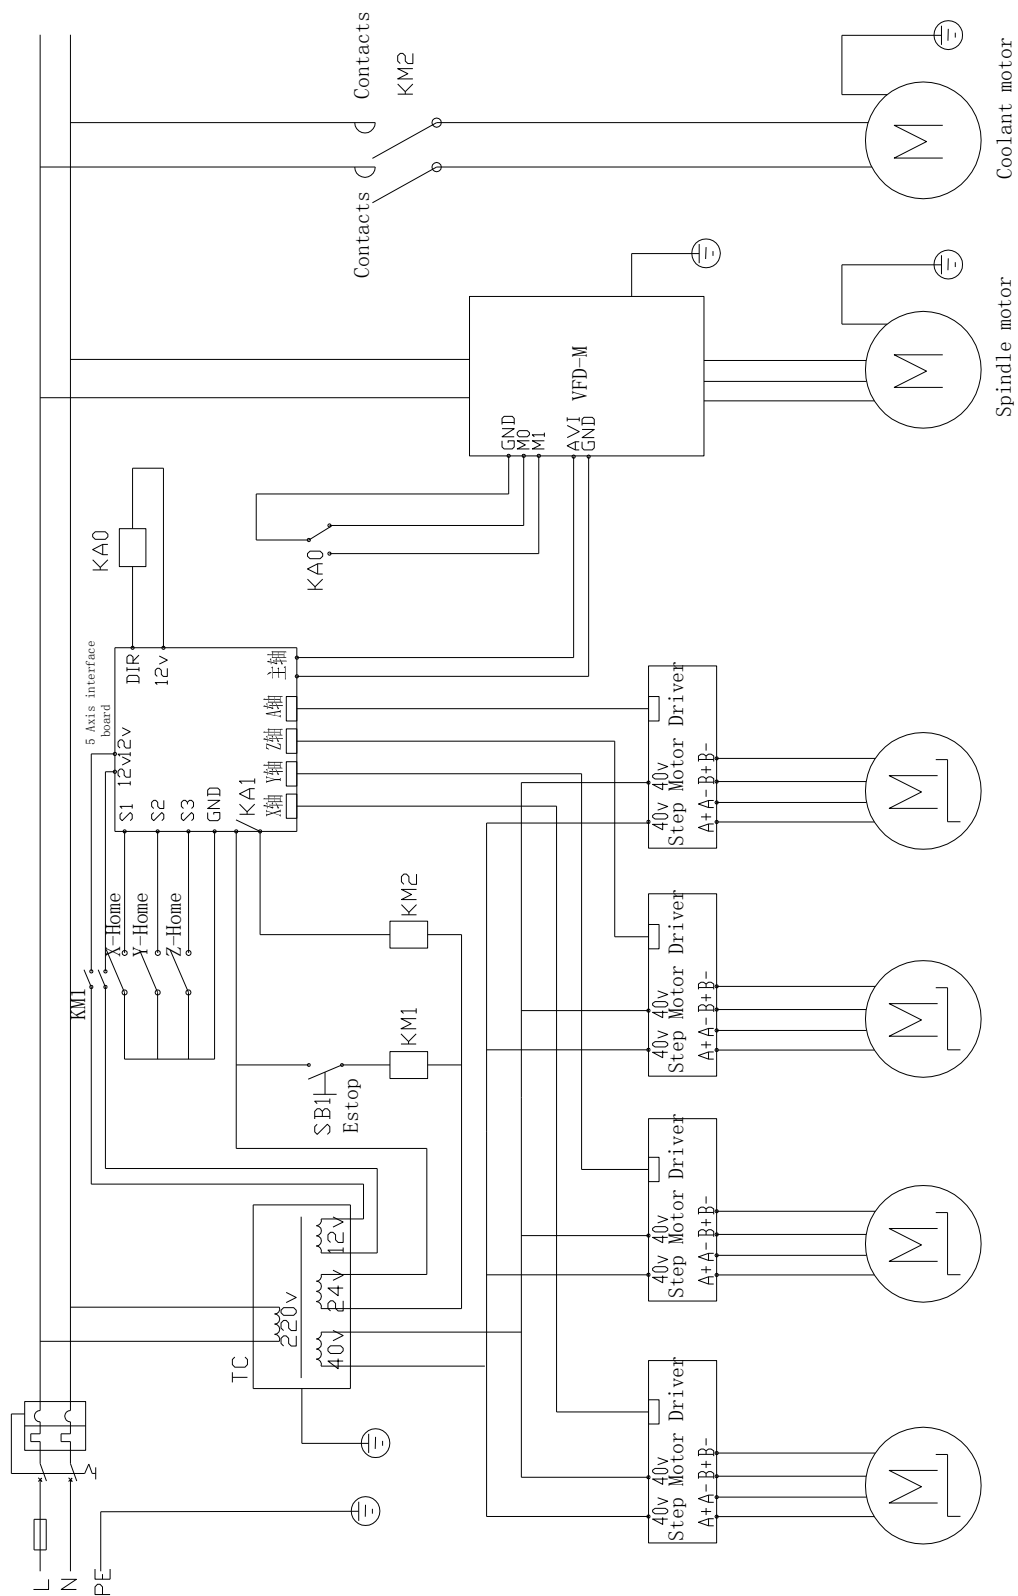 Contacts
KM2
Contacts
Coolant motor
M
VFD-M
GND
M0
M1
AVI
GND
M
Spindle motor
KA0
KA0
5 Axis interface
board
DIR
12v
12v
12v
S1
S2
S3
GND
KA1
主轴
A轴
Z轴
Y轴
X轴
X-Home
Y-Home
Z-Home
KM1
KM2
KM1
SB1
Estop
TC
220v
12v
24v
40v
40v 40v
Step Motor Driver
A+A-B+B-
M
40v 40v
Step Motor Driver
A+A-B+B-
M
40v 40v
Step Motor Driver
A+A-B+B-
M
40v 40v
Step Motor Driver
A+A-B+B-
M
L
N
PE